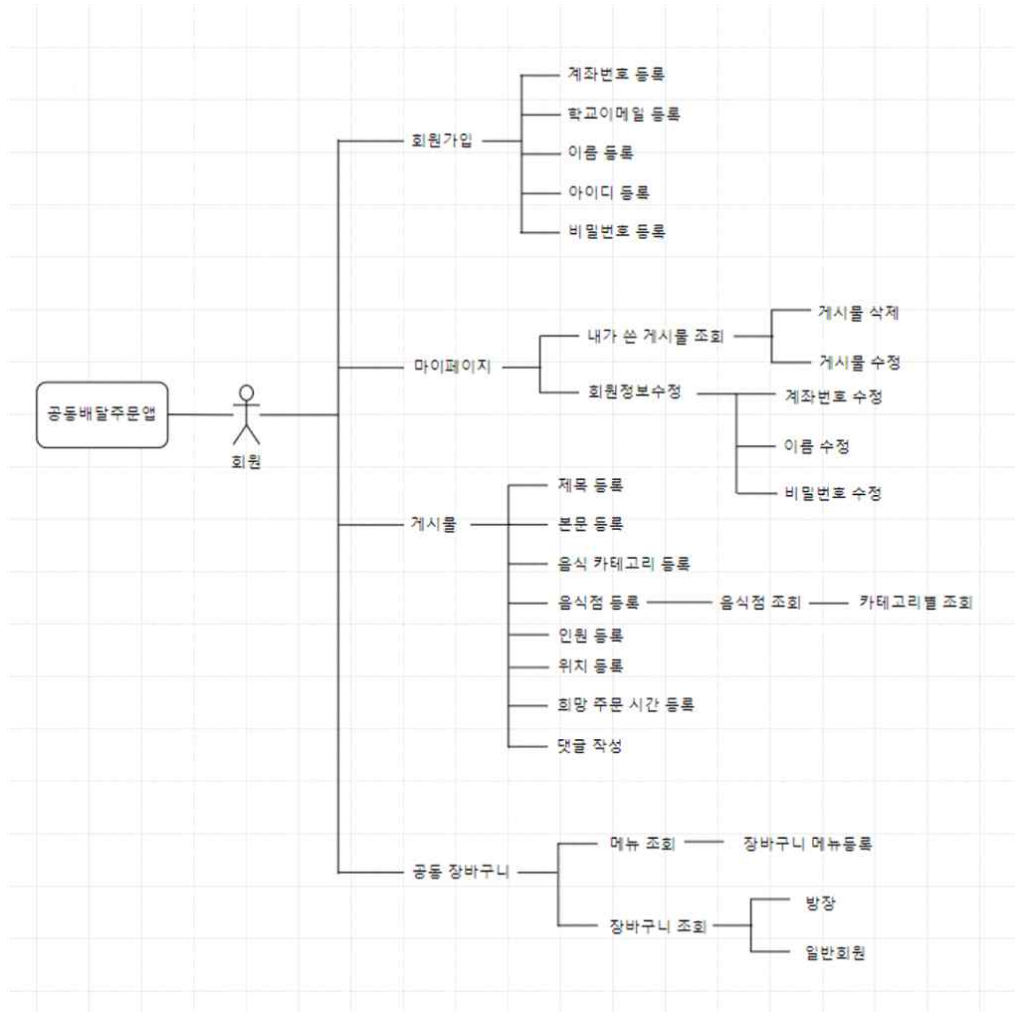 계좌번호 등록
학교이메일 등록
회원가입
이름 등록
아이디 등록
비밀번호 등록
게시물 삭제
내가 쓴 게시물 조회
게시물 수정
마이페이지
회원정보수정
계좌번호 수정
이름 수정
비밀번호 수정
공동배달주문앱
회원
제목 등록
게시물
본문 등록
음식 카테고리 등록
음식점 등록
음식점 조회
카테고리별 조회
인원 등록
위치 등록
희망 주문 시간 등록
댓글 작성
메뉴 조회
장바구니 메뉴등록
공동 장바구니
방장
장바구니 조회
일반회원